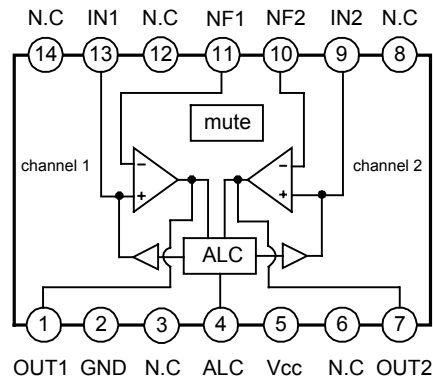 N.C IN1 N.C NF1 NF2 IN2 N.C
14 13 12 11 10 9 8
mute
channel 1 channel 2
− −
+ +
ALC
1 2 3 4 5 6 7
OUT1 GND N.C ALC Vcc N.C OUT2